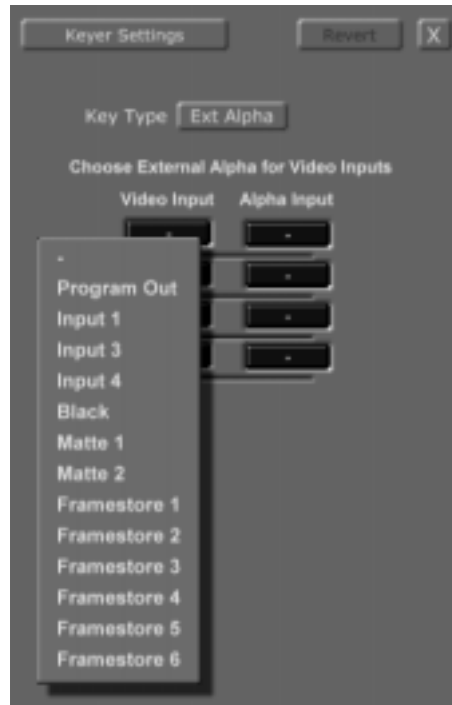 Keyer Settings Revert X
Key Type Ext Alpha
Choose External Alpha for Video Inputs
Video Input Alpha Input
- -
-
Program Out -
Input 1 -
Input 3 -
Input 4
Black
Matte 1
Matte 2
Framestore 1
Framestore 2
Framestore 3
Framestore 4
Framestore 5
Framestore 6